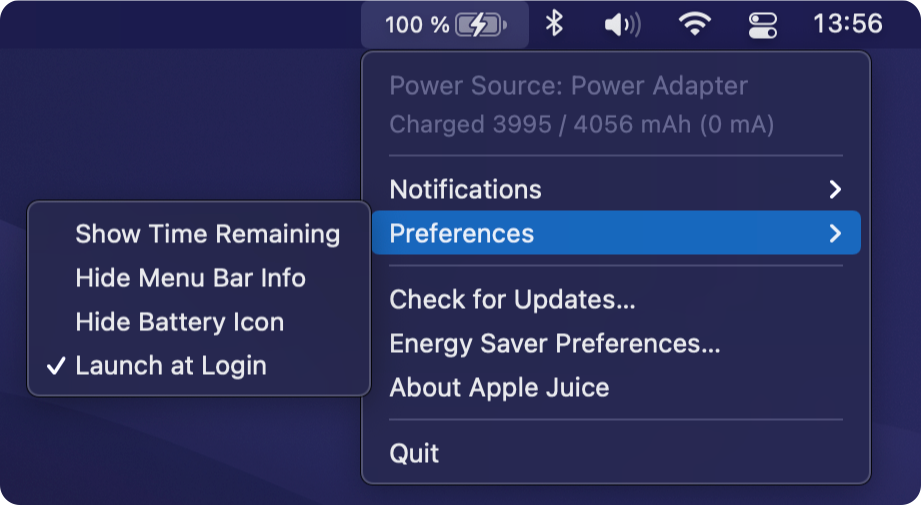 100 %
13:56
Power Source: Power Adapter
Charged 3995 / 4056 mAh (0 mA)
Notifications
Preferences
Show Time Remaining
Hide Menu Bar Info
Hide Battery Icon
Launch at Login
Check for Updates...
Energy Saver Preferences...
About Apple Juice
Quit